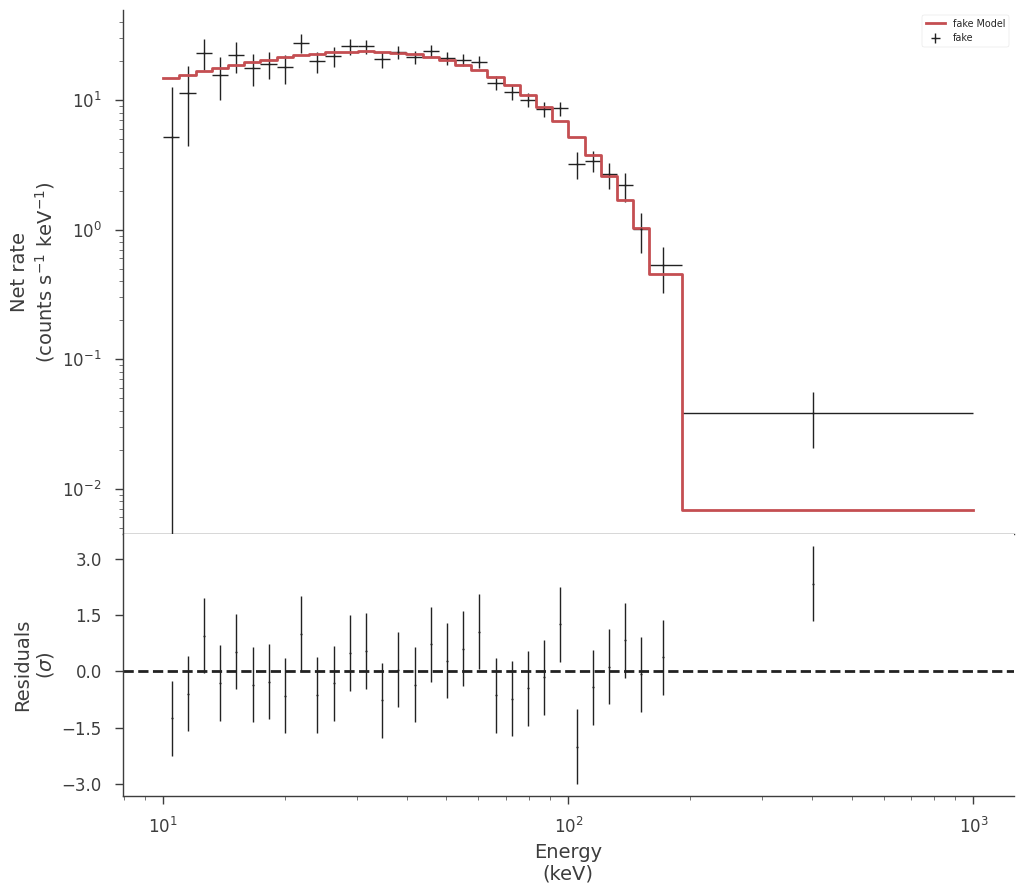 fake Model
fake
10¹
10⁰
10⁻¹
10⁻²
Net rate
(counts s⁻¹ keV⁻¹)
3.0
1.5
0.0
−1.5
−3.0
Residuals
(σ)
10¹
10²
10³
Energy
(keV)